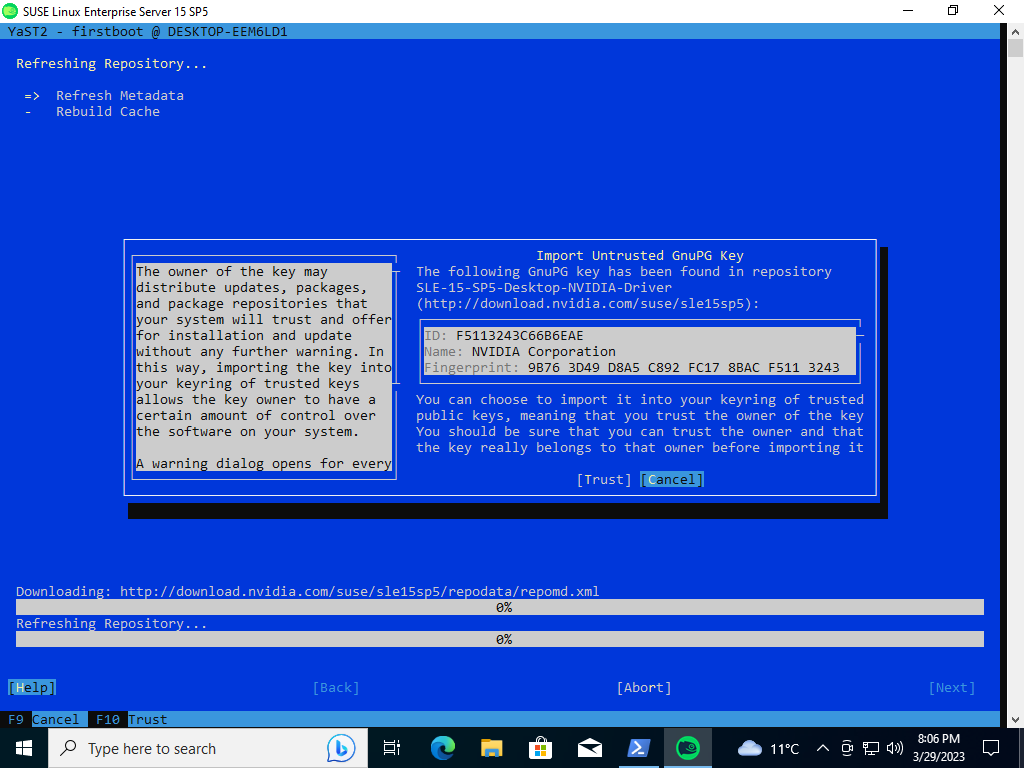 SUSE Linux Enterprise Server 15 SP5
YaST2 - firstboot @ DESKTOP-EEM6LD1
Refreshing Repository...
=> Refresh Metadata
- Rebuild Cache
The owner of the key may
distribute updates, packages,
and package repositories that
your system will trust and offer
for installation and update
without any further warning. In
this way, importing the key into
your keyring of trusted keys
allows the key owner to have a
certain amount of control over
the software on your system.
A warning dialog opens for every
Import Untrusted GnuPG Key
The following GnuPG key has been found in repository
SLE-15-SP5-Desktop-NVIDIA-Driver
(http://download.nvidia.com/suse/sle15sp5):
ID: F5113243C66B6EAE
Name: NVIDIA Corporation
Fingerprint: 9B76 3D49 D8A5 C892 FC17 8BAC F511 3243
You can choose to import it into your keyring of trusted
public keys, meaning that you trust the owner of the key
You should be sure that you can trust the owner and that
the key really belongs to that owner before importing it
[Trust] [Cancel]
Downloading: http://download.nvidia.com/suse/sle15sp5/repodata/repomd.xml
0%
Refreshing Repository...
0%
[Help] [Back] [Abort] [Next]
F9 Cancel F10 Trust
Type here to search
11°C
8:06 PM
3/29/2023